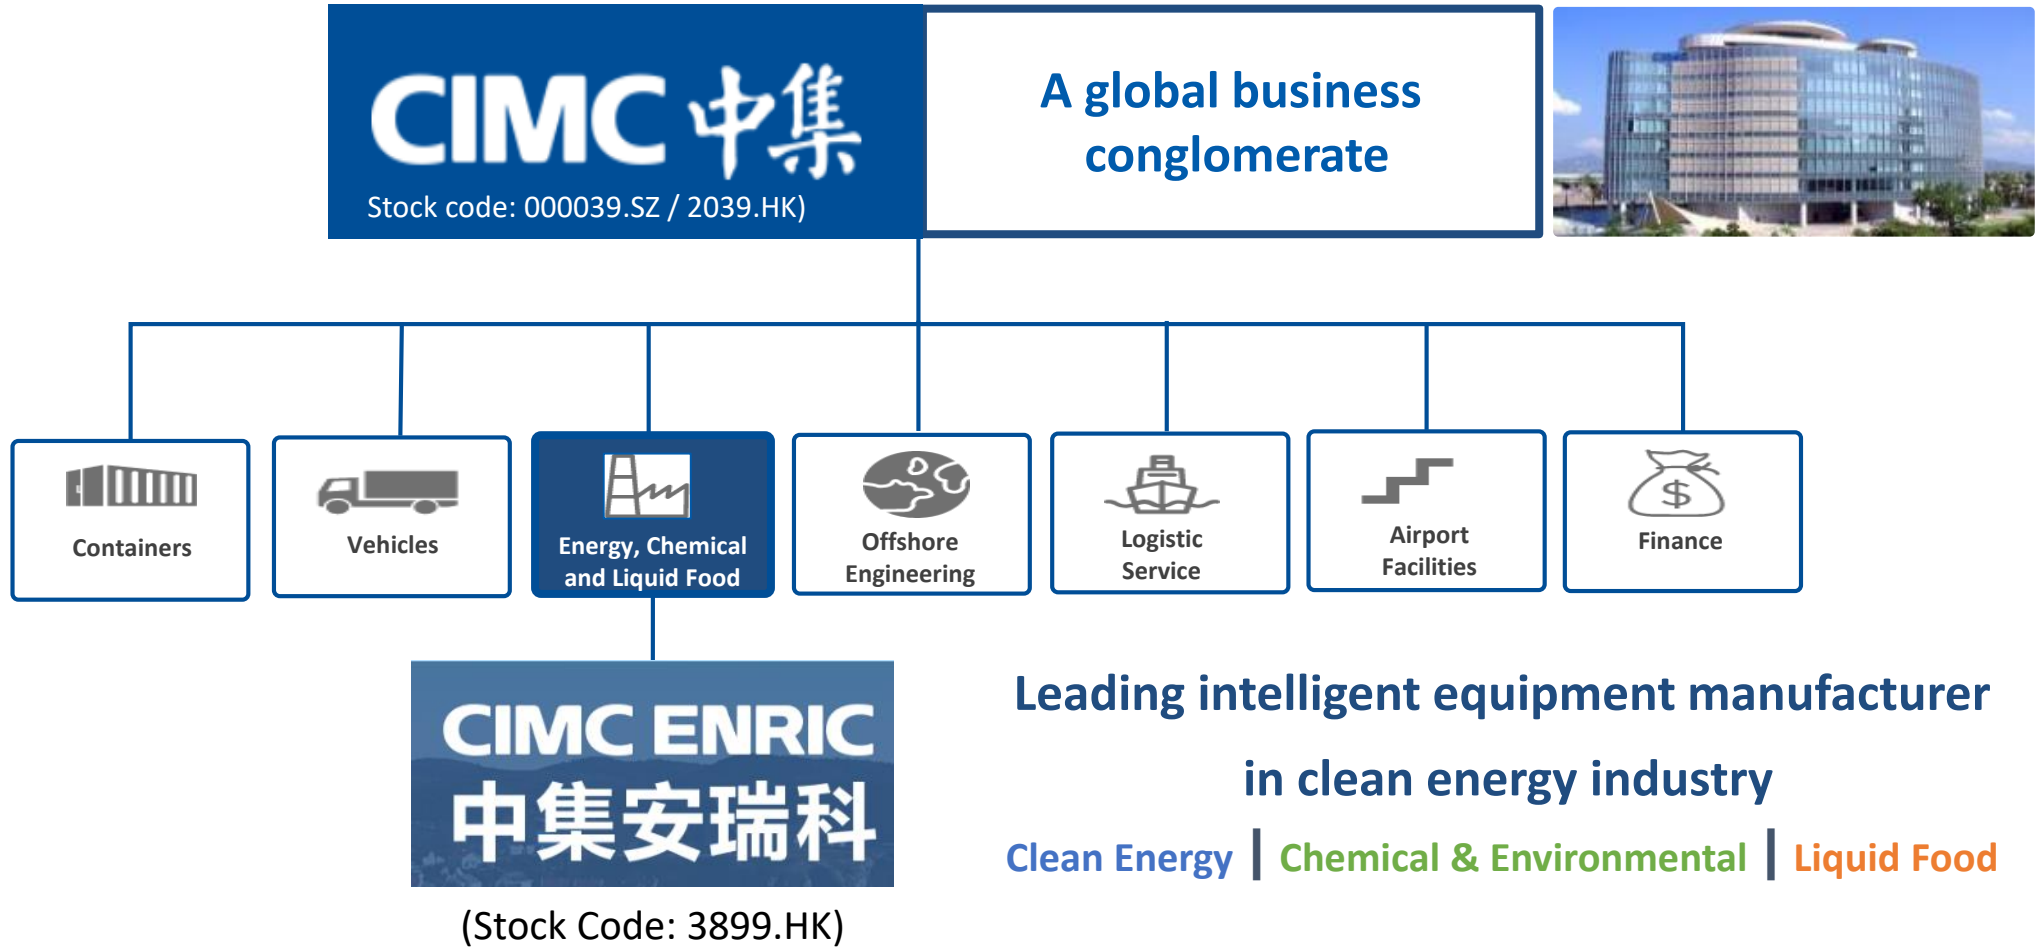 CIMC 中集
Stock code: 000039.SZ / 2039.HK)
A global business
conglomerate
Containers
Vehicles
Energy, Chemical
and Liquid Food
Offshore
Engineering
Logistic
Service
Airport
Facilities
$
Finance
CIMC ENRIC
中集安瑞科
(Stock Code: 3899.HK)
Leading intelligent equipment manufacturer
in clean energy industry
Clean Energy | Chemical & Environmental | Liquid Food